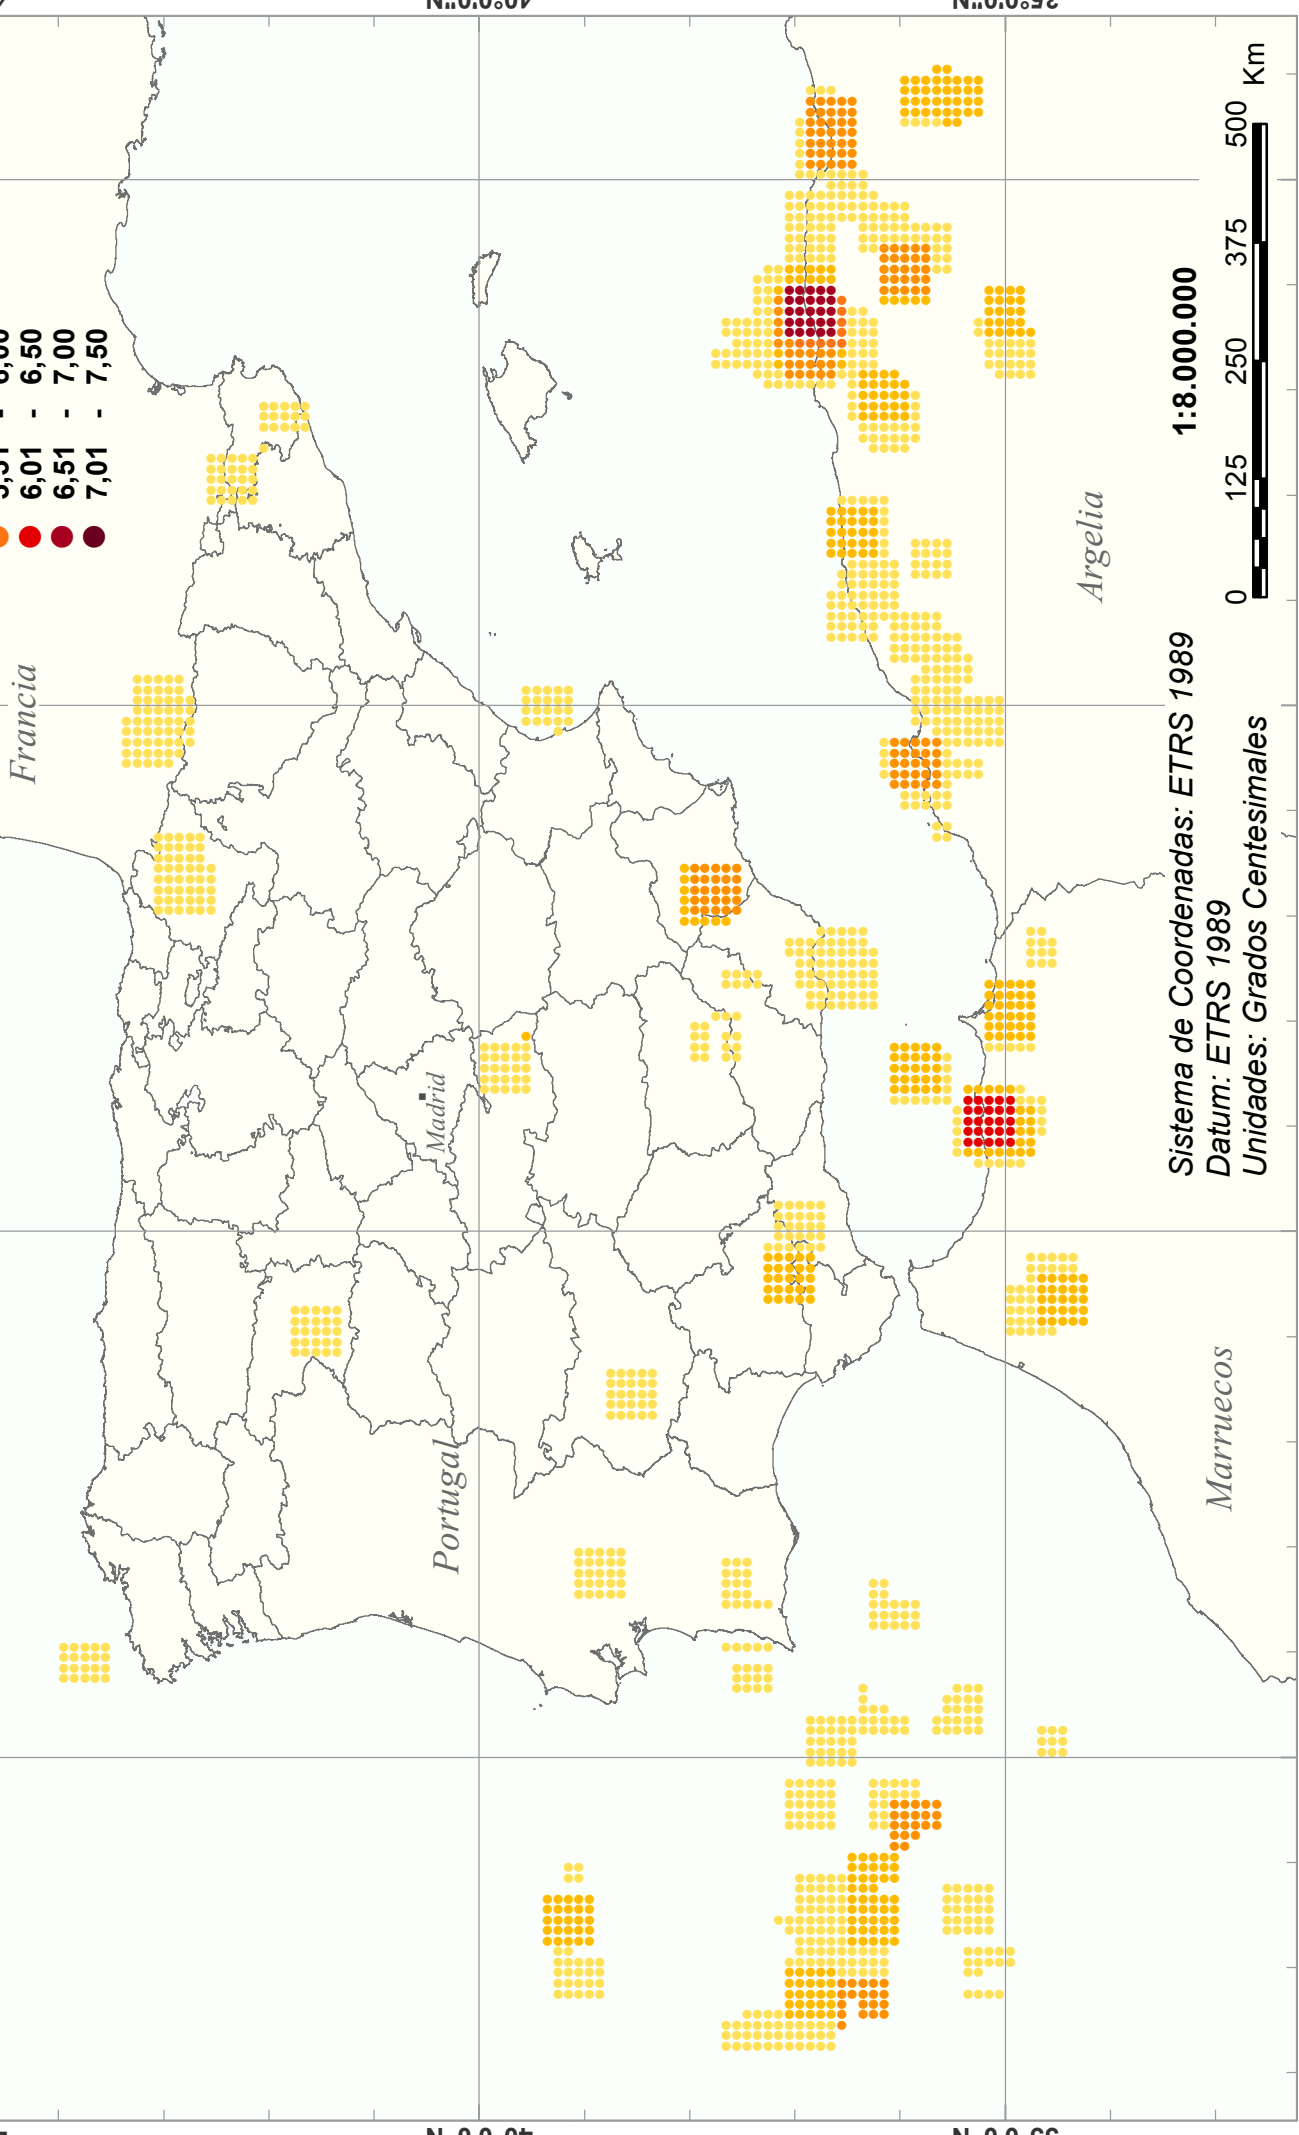 6,01 - 6,50
6,51 - 7,00
7,01 - 7,50
Francia
Madrid
Portugal
Argelia
Marruecos
1:8.000.000
0 125 250 375 500 Km
Sistema de Coordenadas: ETRS 1989
Datum: ETRS 1989
Unidades: Grados Centesimales